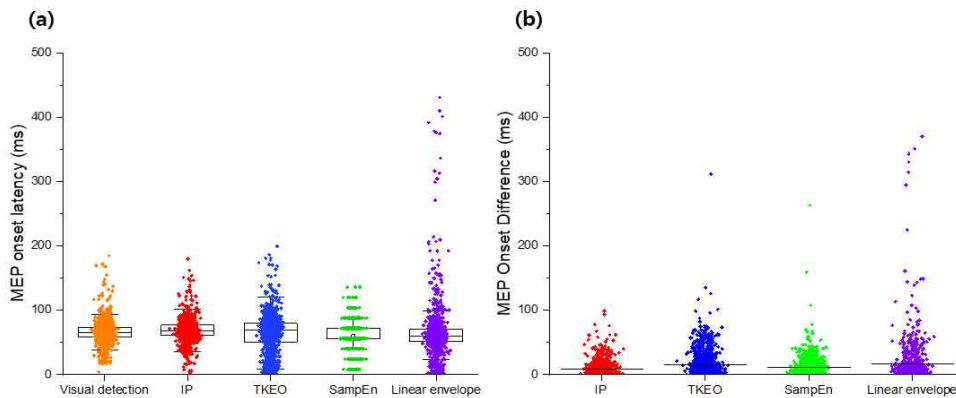 (a)
MEP onset latency (ms)
500
400
300
200
100
0
Visual detection IP TKEO SampEn Linear envelope
(b)
MEP Onset Difference (ms)
500
400
300
200
100
0
IP TKEO SampEn Linear envelope